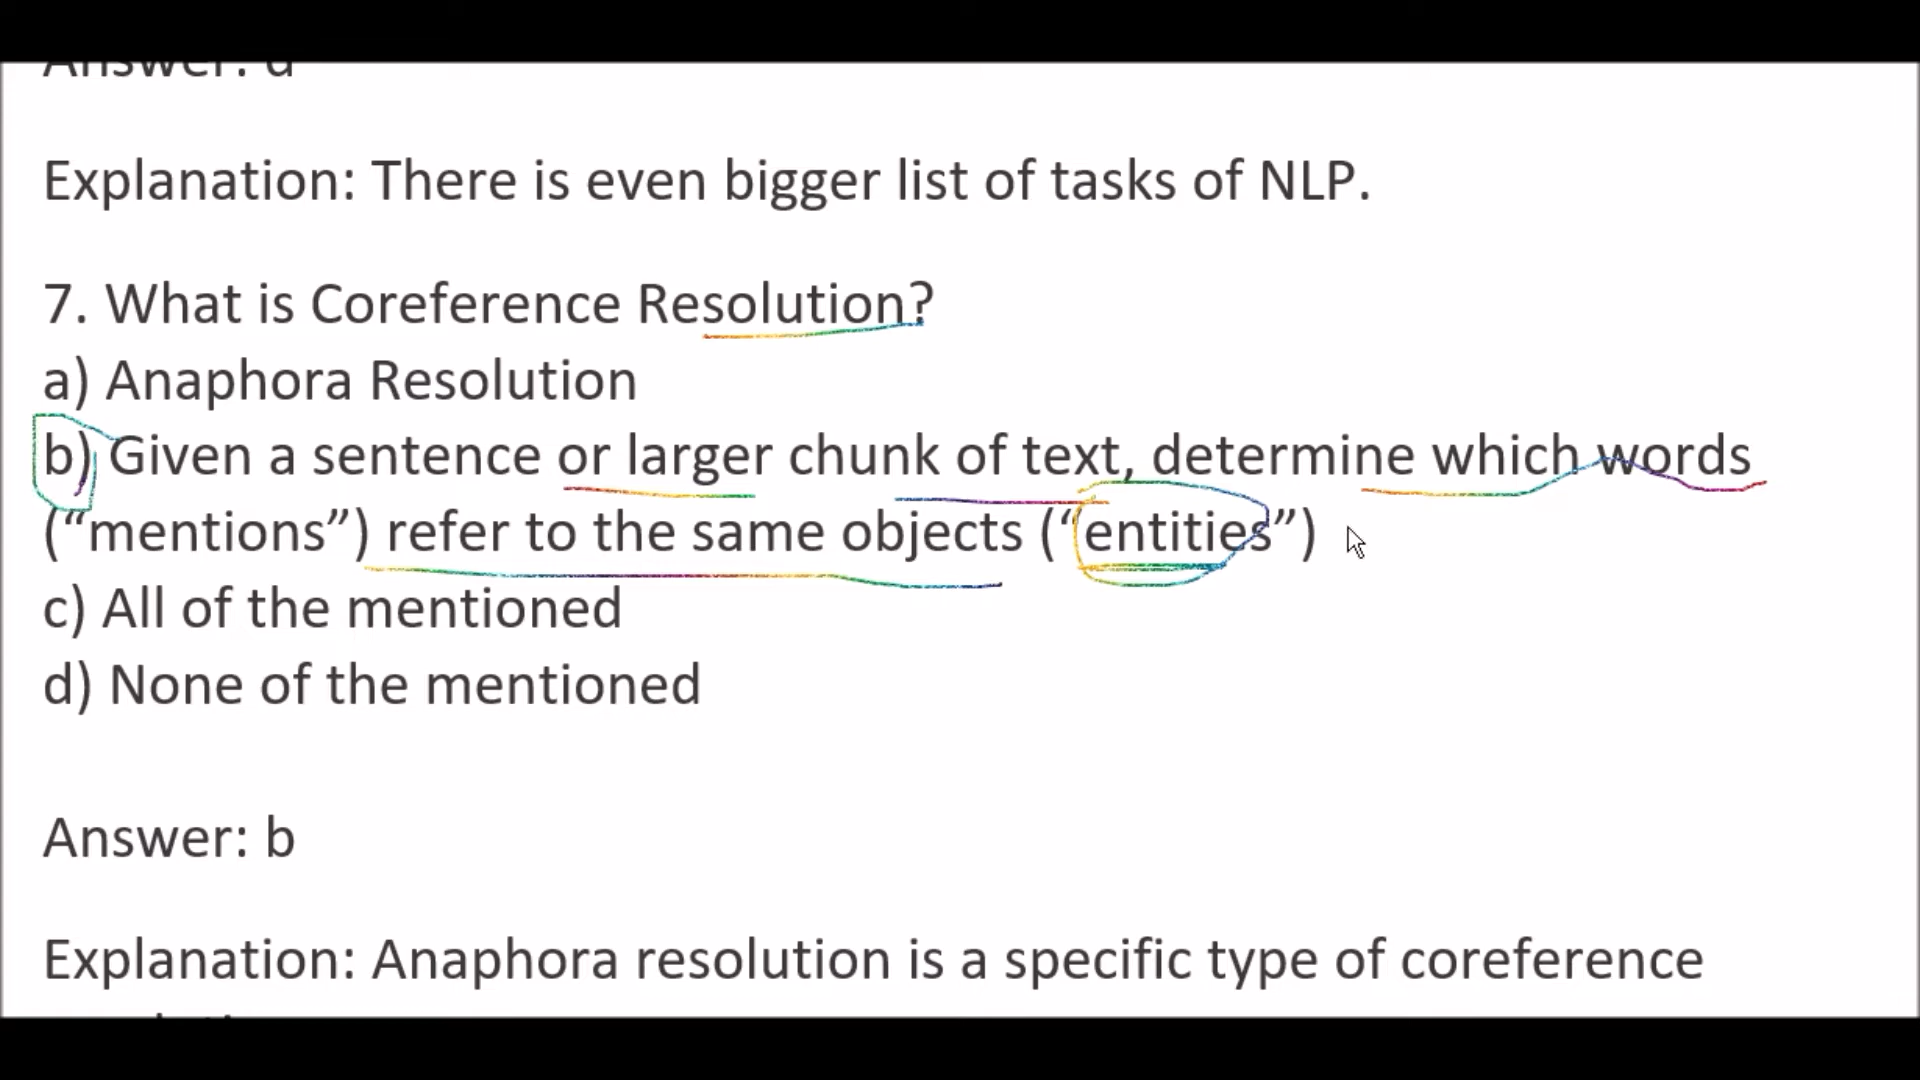 Answer: d
Explanation: There is even bigger list of tasks of NLP.
7. What is Coreference Resolution?
a) Anaphora Resolution
b) Given a sentence or larger chunk of text, determine which words
(“mentions”) refer to the same objects (“entities”)
c) All of the mentioned
d) None of the mentioned
Answer: b
Explanation: Anaphora resolution is a specific type of coreference